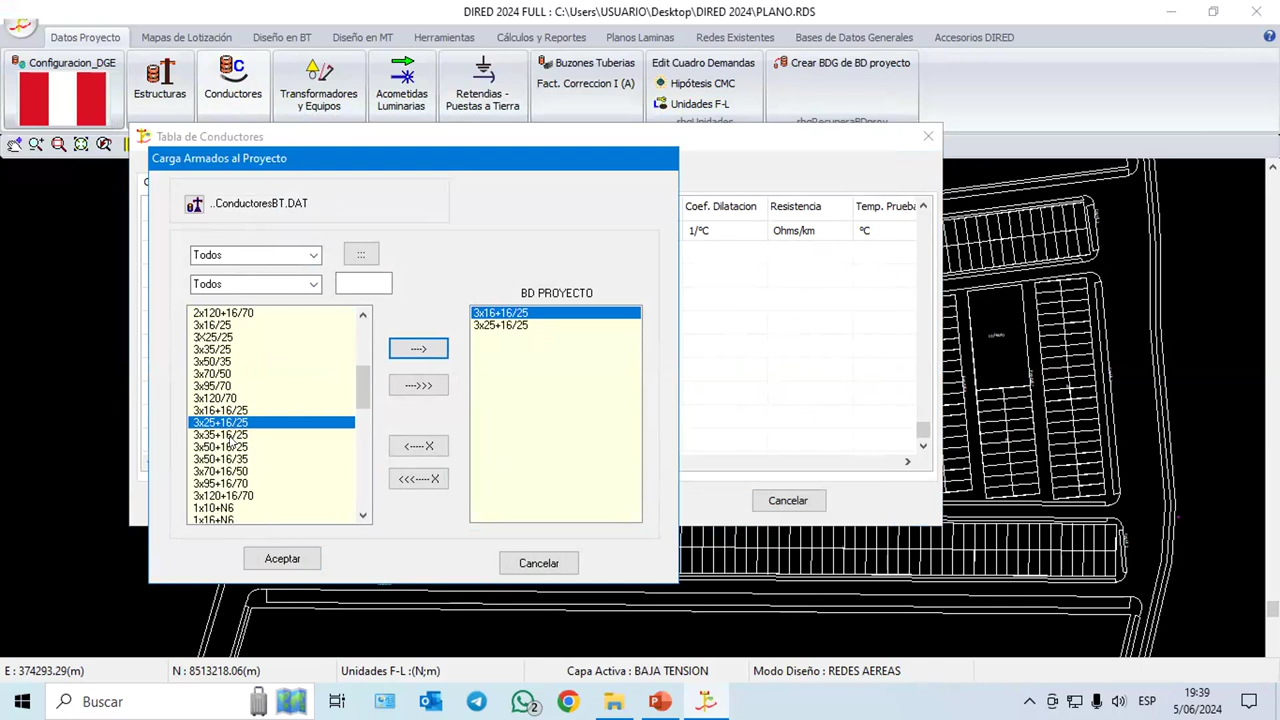 DIRED 2024 FULL : C:\Users\USUARIO\Desktop\DIRED 2024\PLANO.RDS
Datos Proyecto
Mapas de Lotización
Diseño en BT
Diseño en MT
Herramientas
Cálculos y Reportes
Planos Laminas
Redes Existentes
Bases de Datos Generales
Accesorios DIRED
Configuracion_DGE
Estructuras
Conductores
Transformadores
y Equipos
Acometidas
Luminarias
Retendias -
Puestas a Tierra
Buzones Tuberias
Fact. Correccion I (A)
Edit Cuadro Demandas
Hipótesis CMC
Unidades F-L
Crear BDG de BD proyecto
Tabla de Conductores
Carga Armados al Proyecto
..ConductoresBT.DAT
Todos
:::
Todos
BD PROYECTO
2x120+16/70
3x16/25
3X25/25
3x35/25
3x50/35
3x70/50
3x95/70
3x120/70
3x16+16/25
3x25+16/25
3x35+16/25
3x50+16/25
3x50+16/35
3x70+16/50
3x95+16/70
3x120+16/70
1x10+N6
1x16+N6
---->
---->>>
<-----X
<<<-----X
3x16+16/25
3x25+16/25
Aceptar
Cancelar
Coef. Dilatacion
Resistencia
Temp. Prueba
1/°C
Ohms/km
°C
Cancelar
E : 374293.29(m)
N : 8513218.06(m)
Unidades F-L :(N;m)
Capa Activa : BAJA TENSION
Modo Diseño : REDES AEREAS
Buscar
2
ESP
19:39
5/06/2024